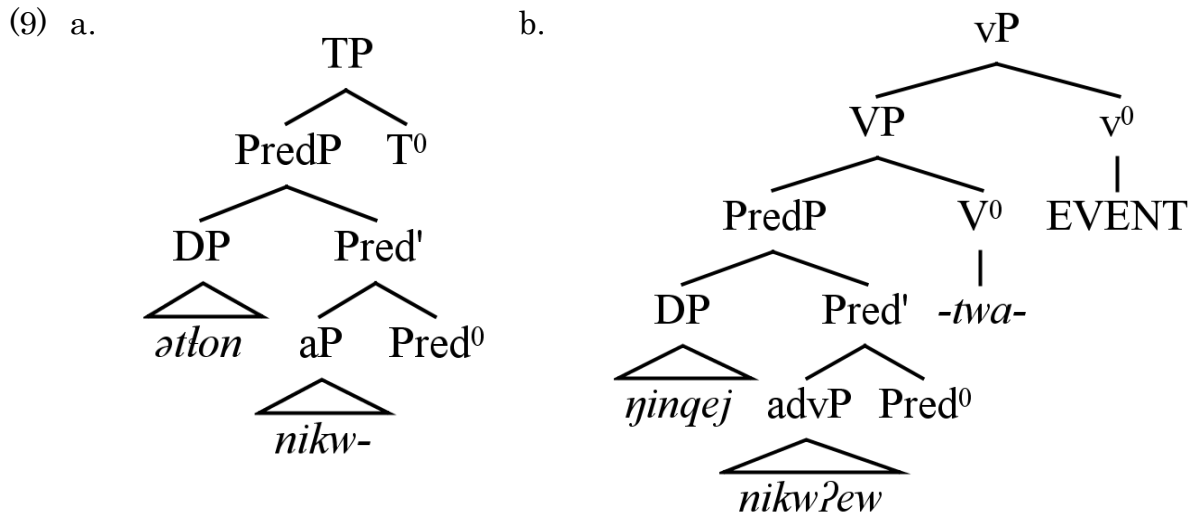 (9) a. b.
TP vP
VP v⁰
PredP T⁰
PredP V⁰ EVENT
DP Pred'
DP Pred' -twa-
ətɬon aP Pred⁰
ŋinqej advP Pred⁰
nikw-
nikwʔew